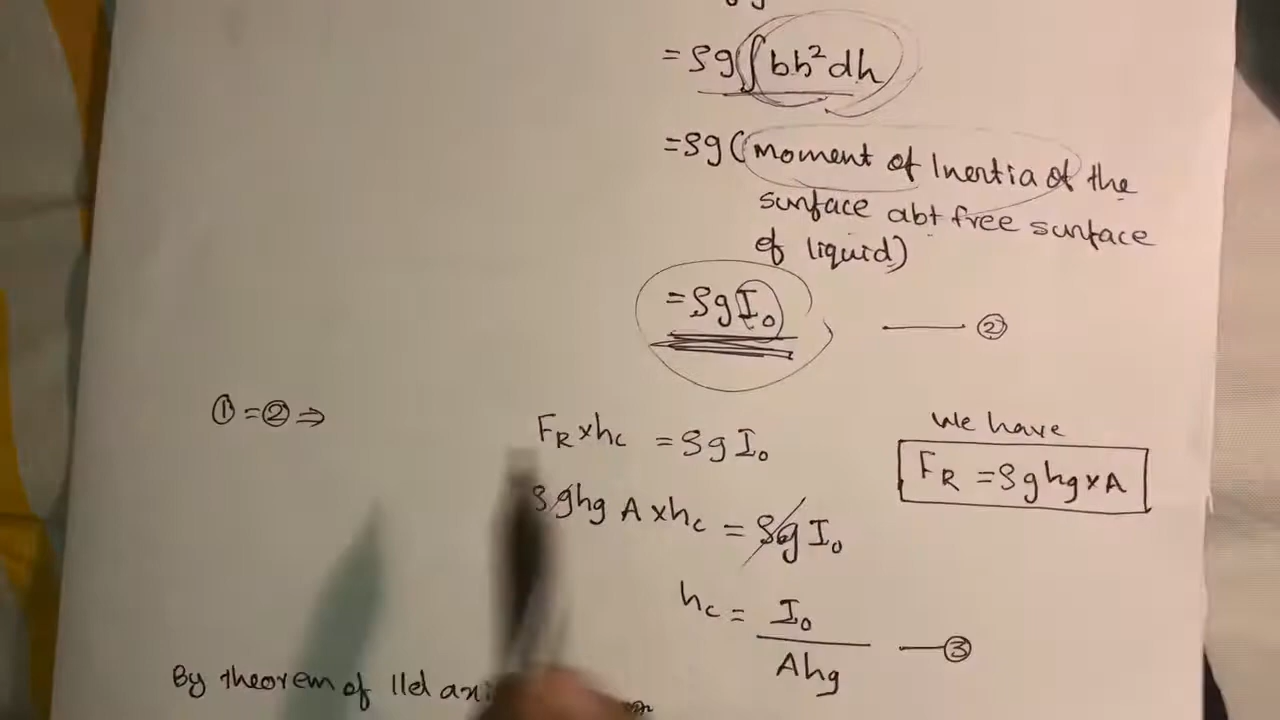 = ρg ∫ bh² dh
= ρg (moment of Inertia of the
surface abt free surface
of liquid)
= ρg I₀ —— ②
① = ② ⇒ F_R × h_c = ρg I₀
We have
F_R = ρghg × A
ρghg A × h_c = ρg I₀
h_c = I₀ / Ahg —— ③
By theorem of lld